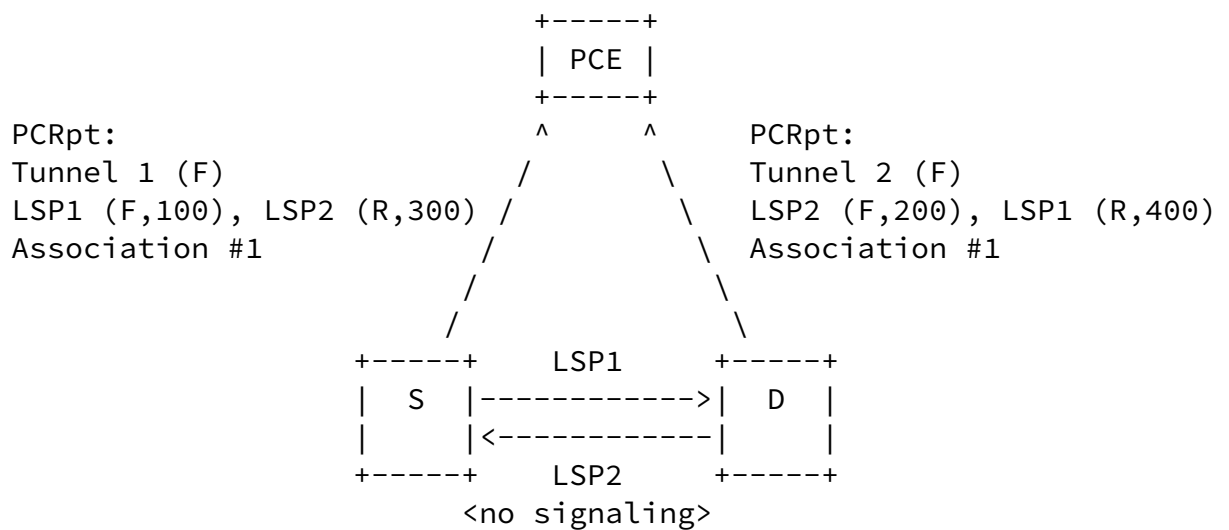 PCE
PCRpt: PCRpt:
Tunnel 1 (F) Tunnel 2 (F)
LSP1 (F,100), LSP2 (R,300) LSP2 (F,200), LSP1 (R,400)
Association #1 Association #1
LSP1
S D
LSP2
<no signaling>